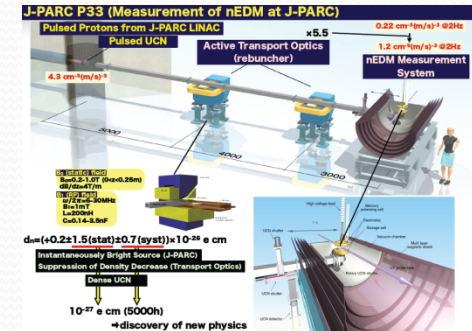 J-PARC P33 (Measurement of nEDM at J-PARC)
Pulsed Protons from J-PARC LINAC
Pulsed UCN
Active Transport Optics
(rebuncher)
×5.5
0.22 cm⁻³(m/s)⁻³ @2Hz
1.2 cm⁻³(m/s)⁻³ @2Hz
nEDM Measurement
System
4.3 cm⁻³(m/s)⁻³
5000
4000
3000
B₀ (static) field
B₀=0.2-1.0T (0<z<0.25m)
dB/dz=4T/m
B₁ (RF) field
ω/2π=6-30MHz
B₁=1mT
L=200nH
C=0.14-3.5nF
dₙ=(+0.2±1.5(stat)±0.7(syst))×10⁻²⁶ e cm
Instantaneously Bright Source (J-PARC)
Suppression of Density Decrease (Transport Optics)
Dense UCN
10⁻²⁷ e cm (5000h)
➔discovery of new physics
High voltage lead
Mercury
polarizing cell
Electrodes
Storage cell
Vacuum chamber
Multi layer
magnetic shield
UCN shutter
UCN detector